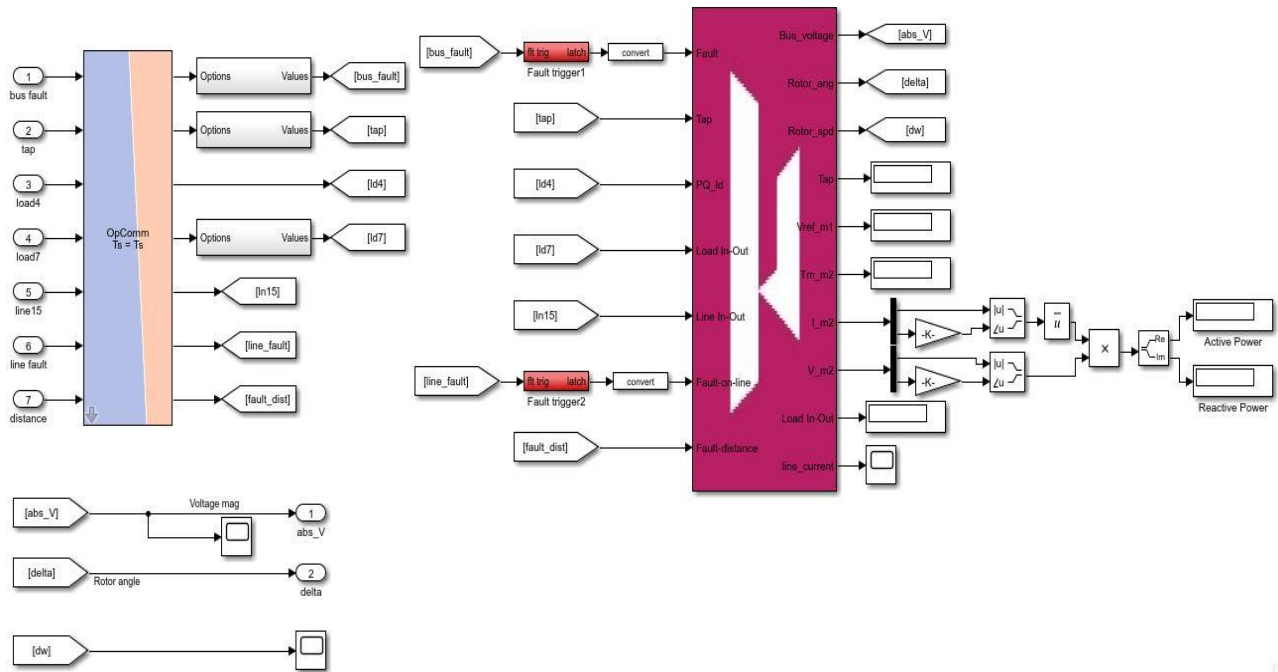 1
bus fault
2
tap
3
load4
4
load7
5
line15
6
line fault
7
distance
OpComm
Ts = Ts
Options Values
[bus_fault]
Options Values
[tap]
[ld4]
Options Values
[ld7]
[ln15]
[line_fault]
[fault_dist]
[abs_V]
Voltage mag
1
abs_V
[delta]
Rotor angle
2
delta
[dw]
[bus_fault]
flt trig latch
Fault trigger1
convert
[tap]
[ld4]
[ld7]
[ln15]
[line_fault]
flt trig latch
Fault trigger2
convert
[fault_dist]
Fault
Tap
PQ_ld
Load In-Out
Line In-Out
Fault-on-line
Fault-distance
Bus_voltage
Rotor_ang
Rotor_spd
Tap
Vref_m1
Tm_m2
I_m2
V_m2
Load In-Out
line_current
[abs_V]
[delta]
[dw]
-K-
-K-
|u|
∠u
|u|
∠u
u
×
Re
Im
Active Power
Reactive Power